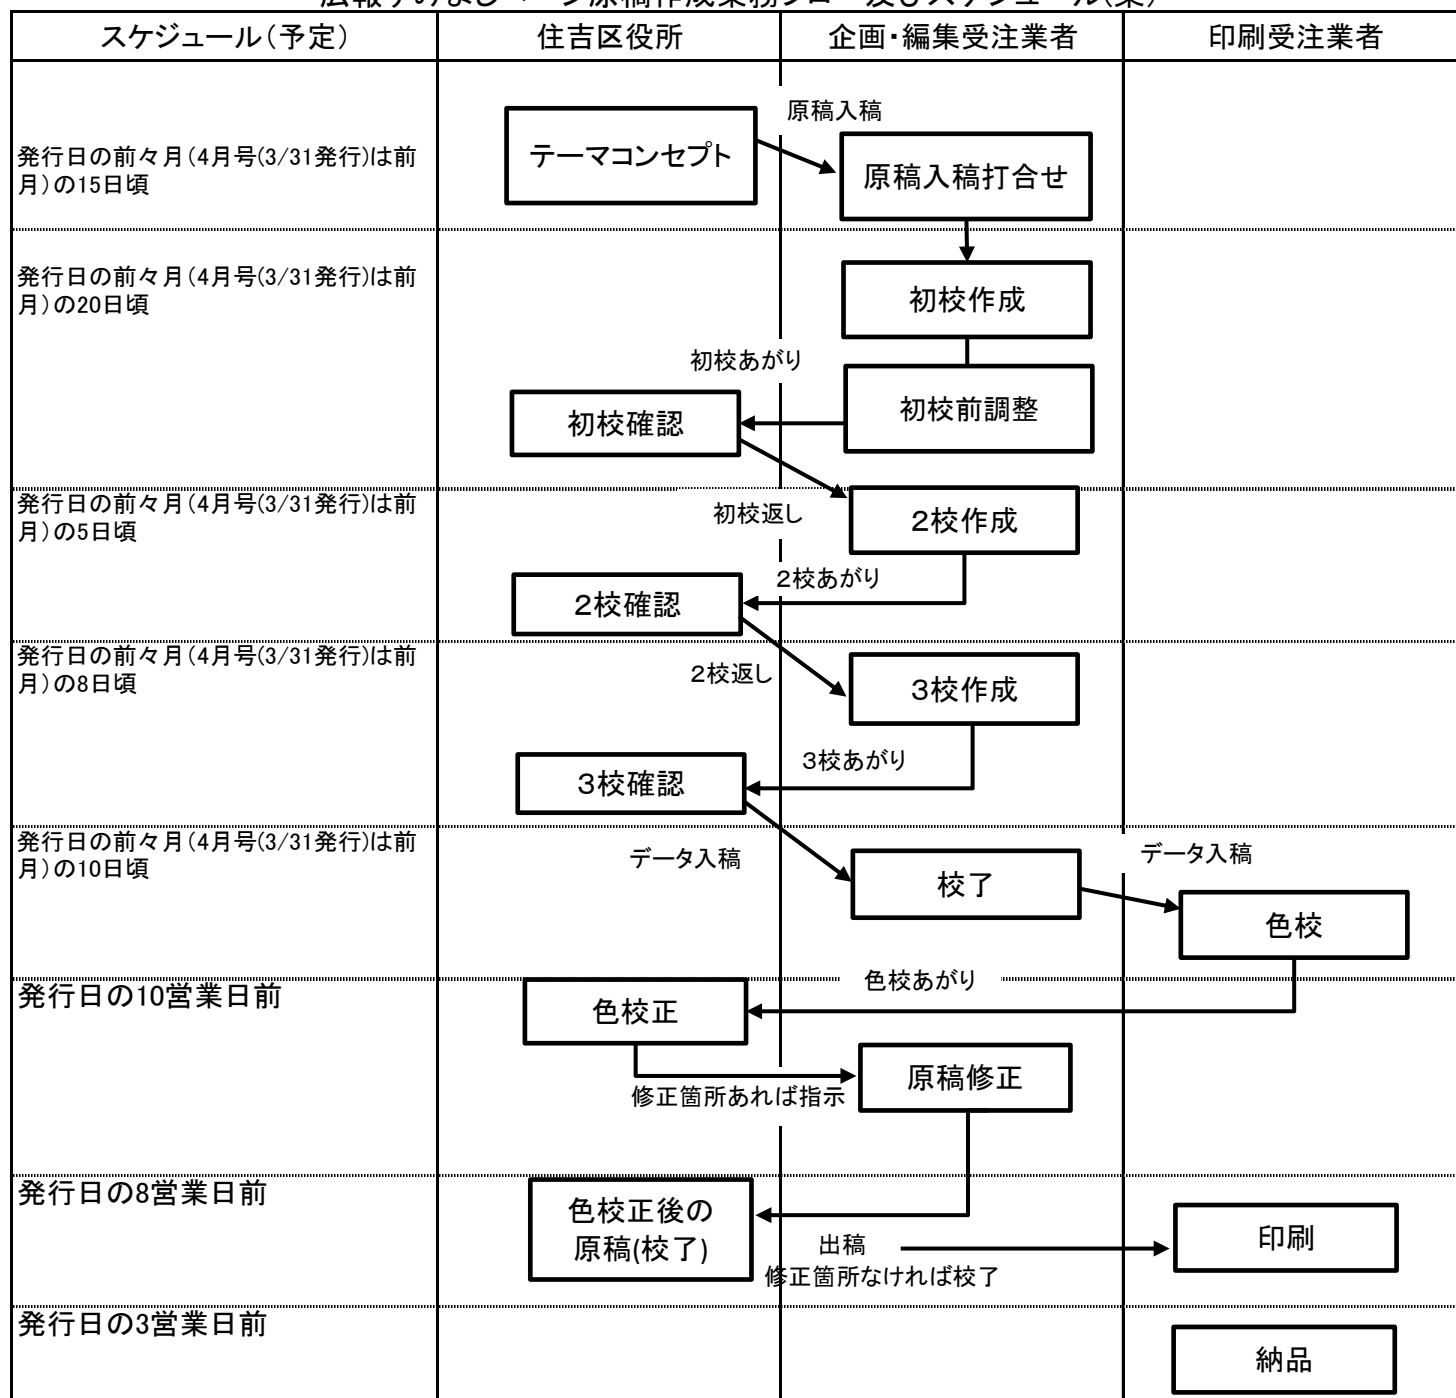 スケジュール(予定)
住吉区役所
企画・編集受注業者
印刷受注業者
原稿入稿
発行日の前々月(4月号(3/31発行)は前
月)の15日頃
テーマコンセプト
原稿入稿打合せ
発行日の前々月(4月号(3/31発行)は前
月)の20日頃
初校作成
初校あがり
初校前調整
初校確認
発行日の前々月(4月号(3/31発行)は前
月)の5日頃
初校返し
2校作成
2校あがり
2校確認
発行日の前々月(4月号(3/31発行)は前
月)の8日頃
2校返し
3校作成
3校あがり
3校確認
発行日の前々月(4月号(3/31発行)は前
月)の10日頃
データ入稿
校了
データ入稿
色校
色校あがり
発行日の10営業日前
色校正
原稿修正
修正箇所あれば指示
発行日の8営業日前
色校正後の
原稿(校了)
出稿
修正箇所なければ校了
印刷
発行日の3営業日前
納品